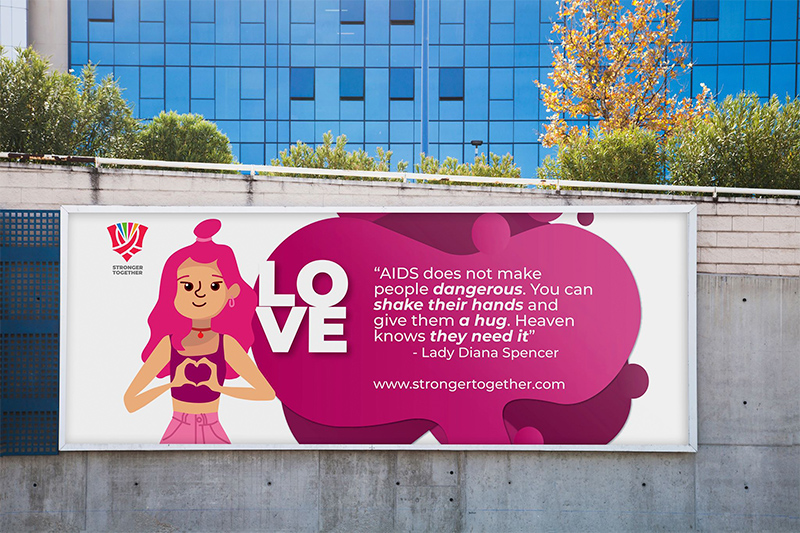 STRONGER
TOGETHER
LO
VE
“AIDS does not make
people dangerous. You can
shake their hands and
give them a hug. Heaven
knows they need it”
- Lady Diana Spencer
www.strongertogether.com